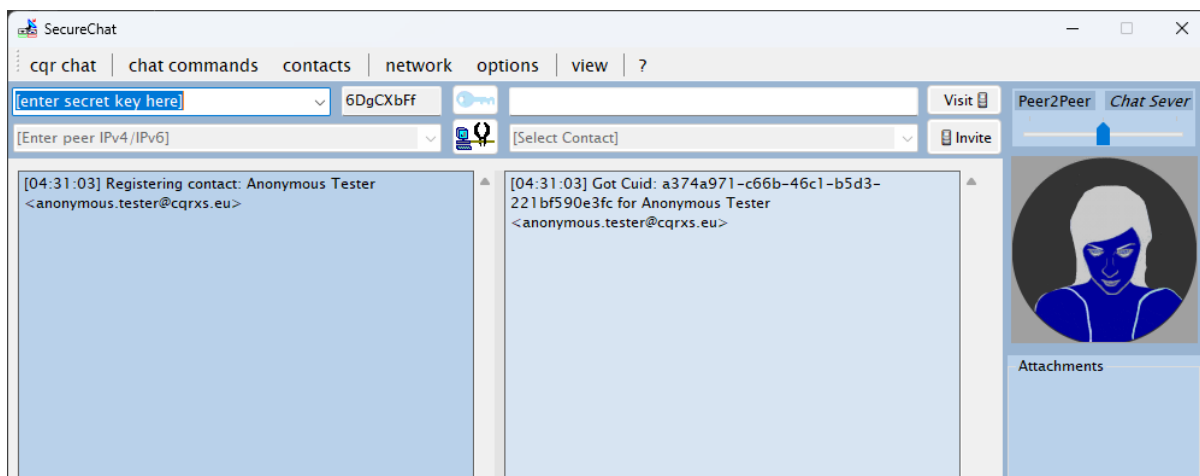 SecureChat
cqr chat chat commands contacts network options view ?
[enter secret key here] 6DgCXbFf Visit Peer2Peer Chat Sever
[Enter peer IPv4/IPv6] [Select Contact] Invite
[04:31:03] Registering contact: Anonymous Tester
<anonymous.tester@cqrxs.eu>
[04:31:03] Got Cuid: a374a971-c66b-46c1-b5d3-
221bf590e3fc for Anonymous Tester
<anonymous.tester@cqrxs.eu>
Attachments